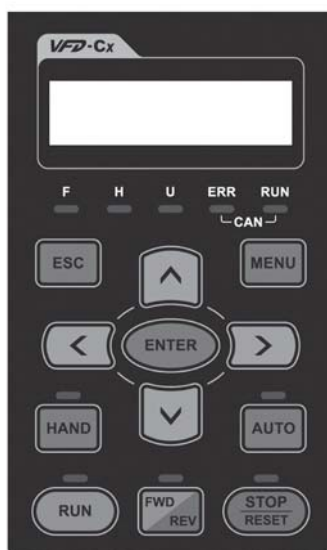 VFD-Cx
F H U ERR RUN
CAN
ESC MENU
ENTER
HAND AUTO
RUN FWD REV STOP RESET